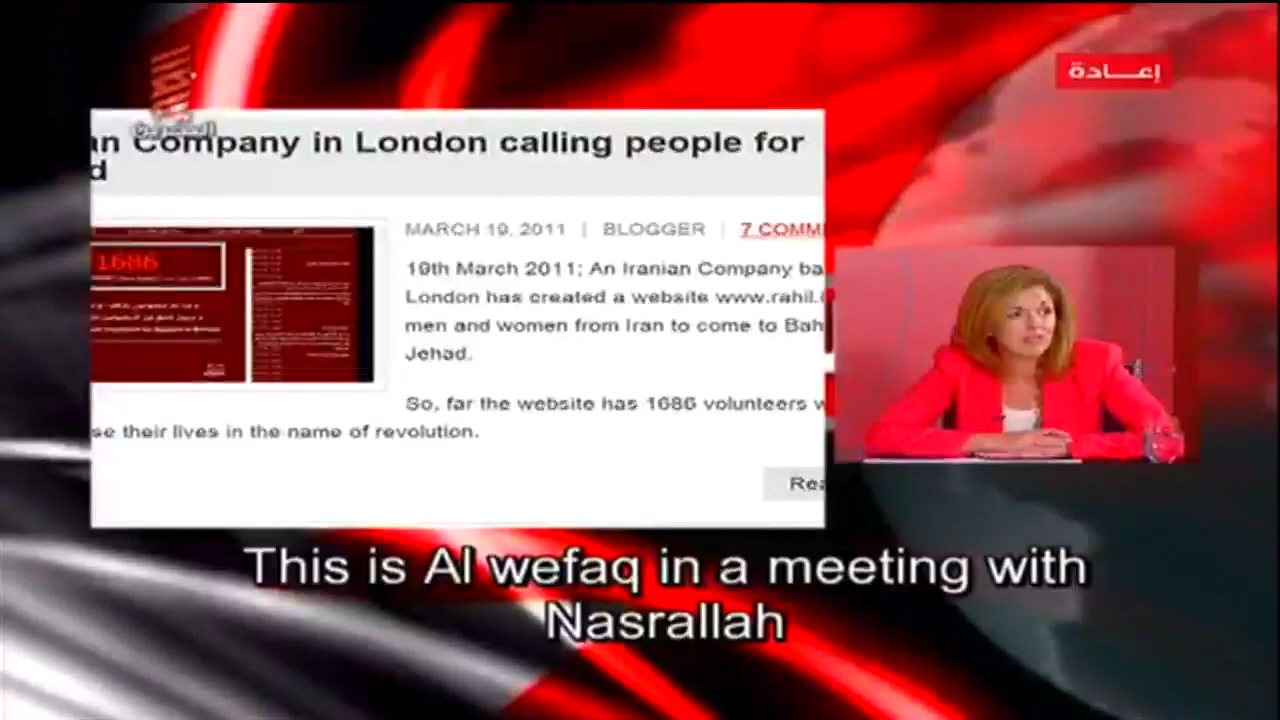 إعادة
البحرين
an Company in London calling people for
d
MARCH 19, 2011 | BLOGGER | 7 COMM
19th March 2011: An Iranian Company ba
London has created a website www.rahil.
men and women from Iran to come to Bah
Jehad.
So, far the website has 1686 volunteers w
se their lives in the name of revolution.
1686
Rea
This is Al wefaq in a meeting with
Nasrallah